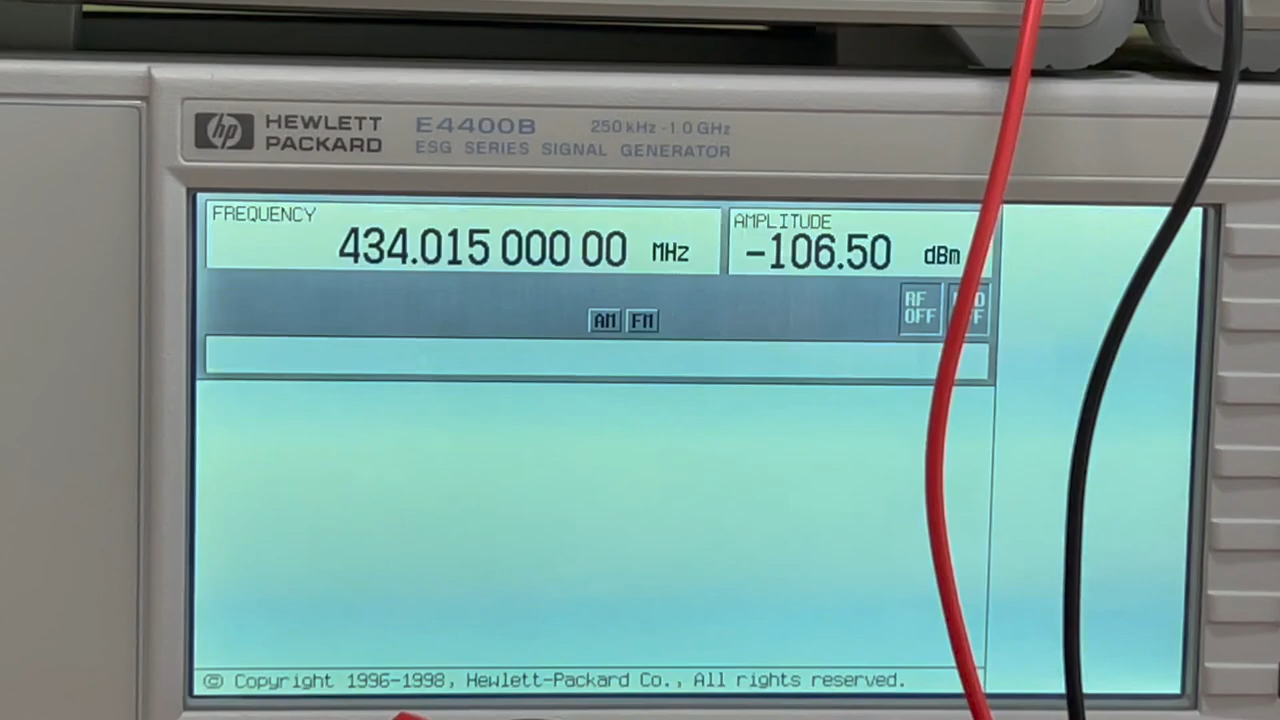 hp HEWLETT PACKARD
E4400B 250 kHz - 1.0 GHz
ESG SERIES SIGNAL GENERATOR
FREQUENCY
434.015 000 00 MHz
AMPLITUDE
-106.50 dBm
RF
OFF
AM FM
© Copyright 1996-1998, Hewlett-Packard Co., All rights reserved.